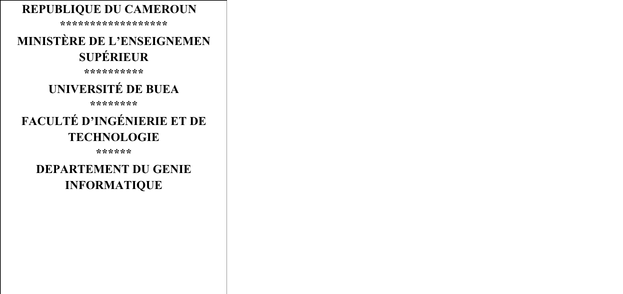 REPUBLIQUE DU CAMEROUN
******************
MINISTÈRE DE L’ENSEIGNEMEN
SUPÉRIEUR
**********
UNIVERSITÉ DE BUEA
********
FACULTÉ D’INGÉNIERIE ET DE
TECHNOLOGIE
******
DEPARTEMENT DU GENIE
INFORMATIQUE